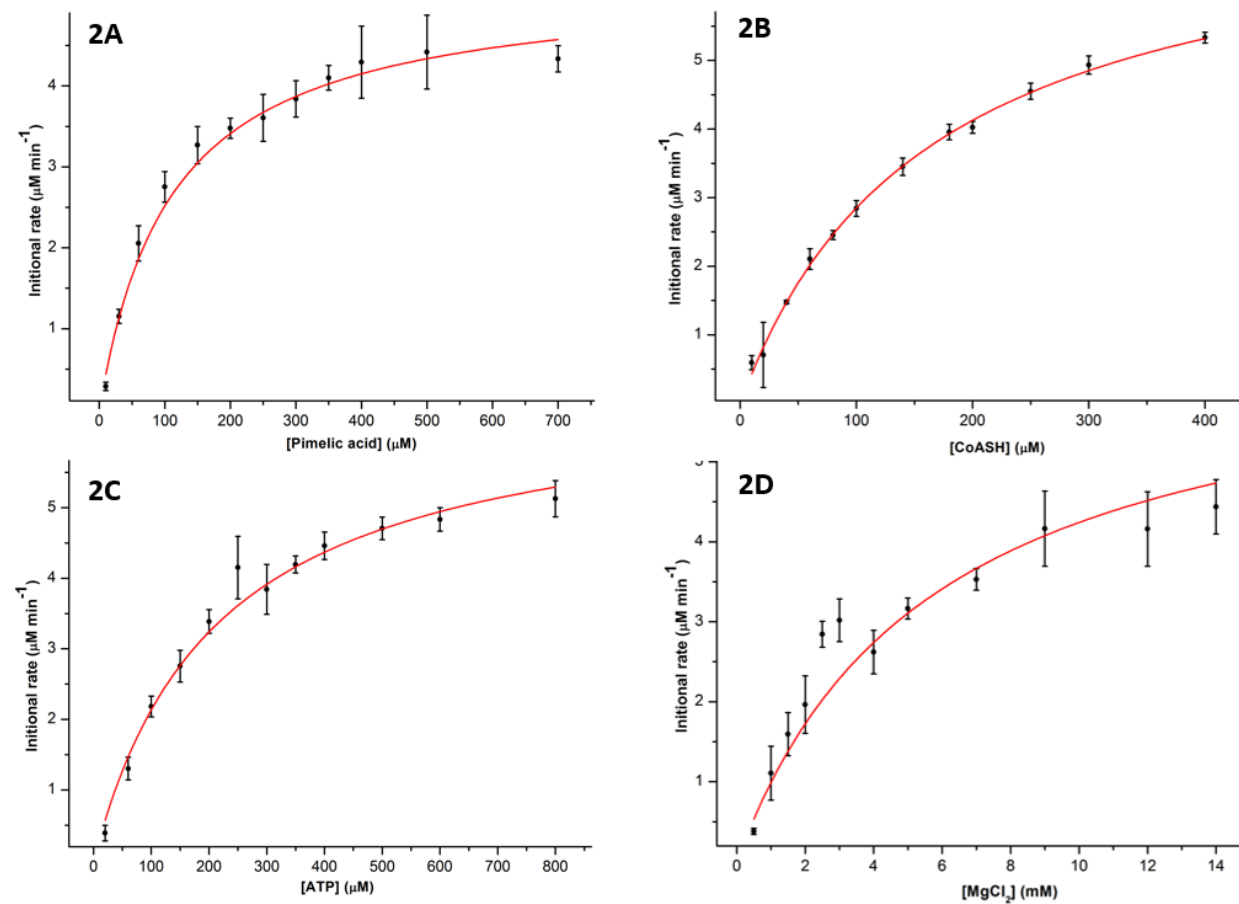 2A
Initional rate (μM min⁻¹)
4
3
2
1
0 100 200 300 400 500 600 700
[Pimelic acid] (μM)
2B
Initional rate (μM min⁻¹)
5
4
3
2
1
0 100 200 300 400
[CoASH] (μM)
2C
Initional rate (μM min⁻¹)
5
4
3
2
1
0 100 200 300 400 500 600 700 800
[ATP] (μM)
2D
Initional rate (μM min⁻¹)
5
4
3
2
1
0 2 4 6 8 10 12 14
[MgCl₂] (mM)